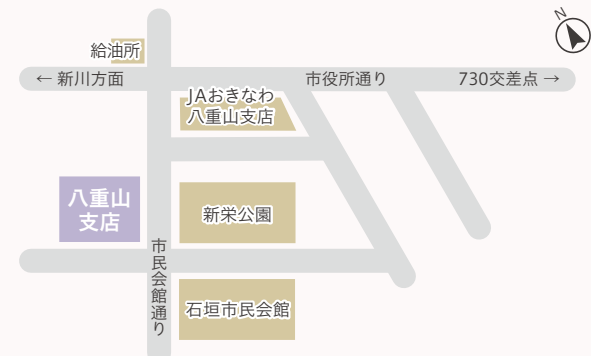 N
給油所
← 新川方面
市役所通り
730交差点 →
JAおきなわ
八重山支店
八重山
支店
新栄公園
市民会館通り
石垣市民会館